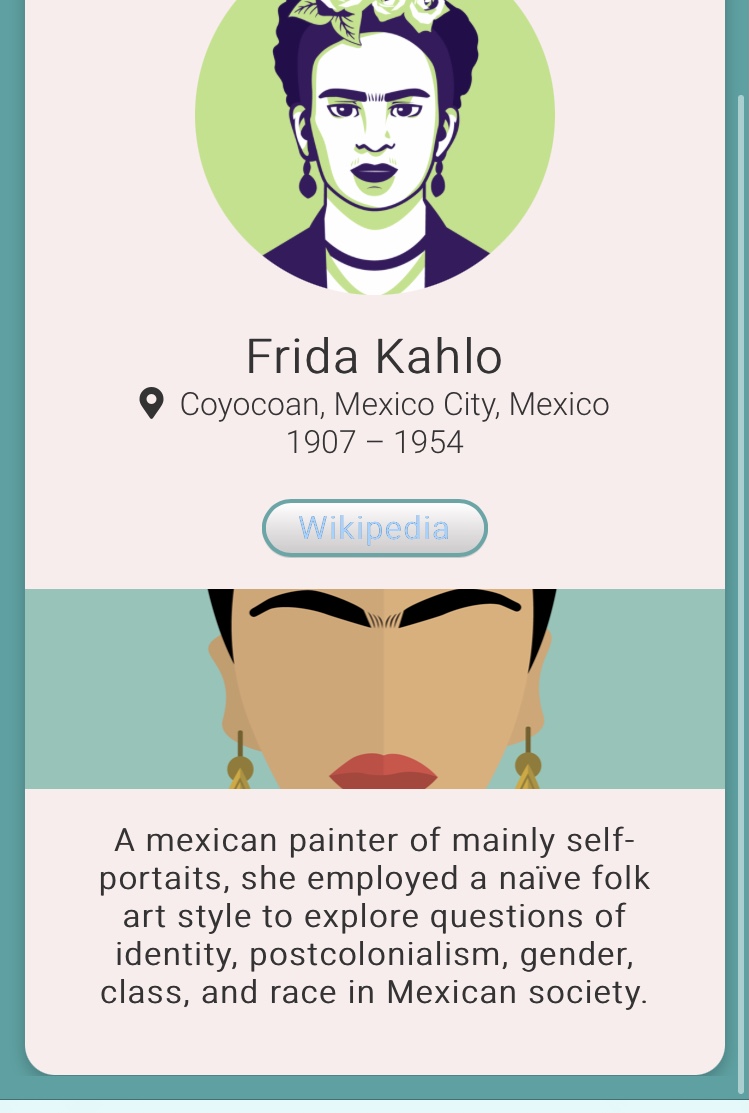 Frida Kahlo
Coyocoan, Mexico City, Mexico
1907 – 1954
Wikipedia
A mexican painter of mainly self-
portaits, she employed a naïve folk
art style to explore questions of
identity, postcolonialism, gender,
class, and race in Mexican society.